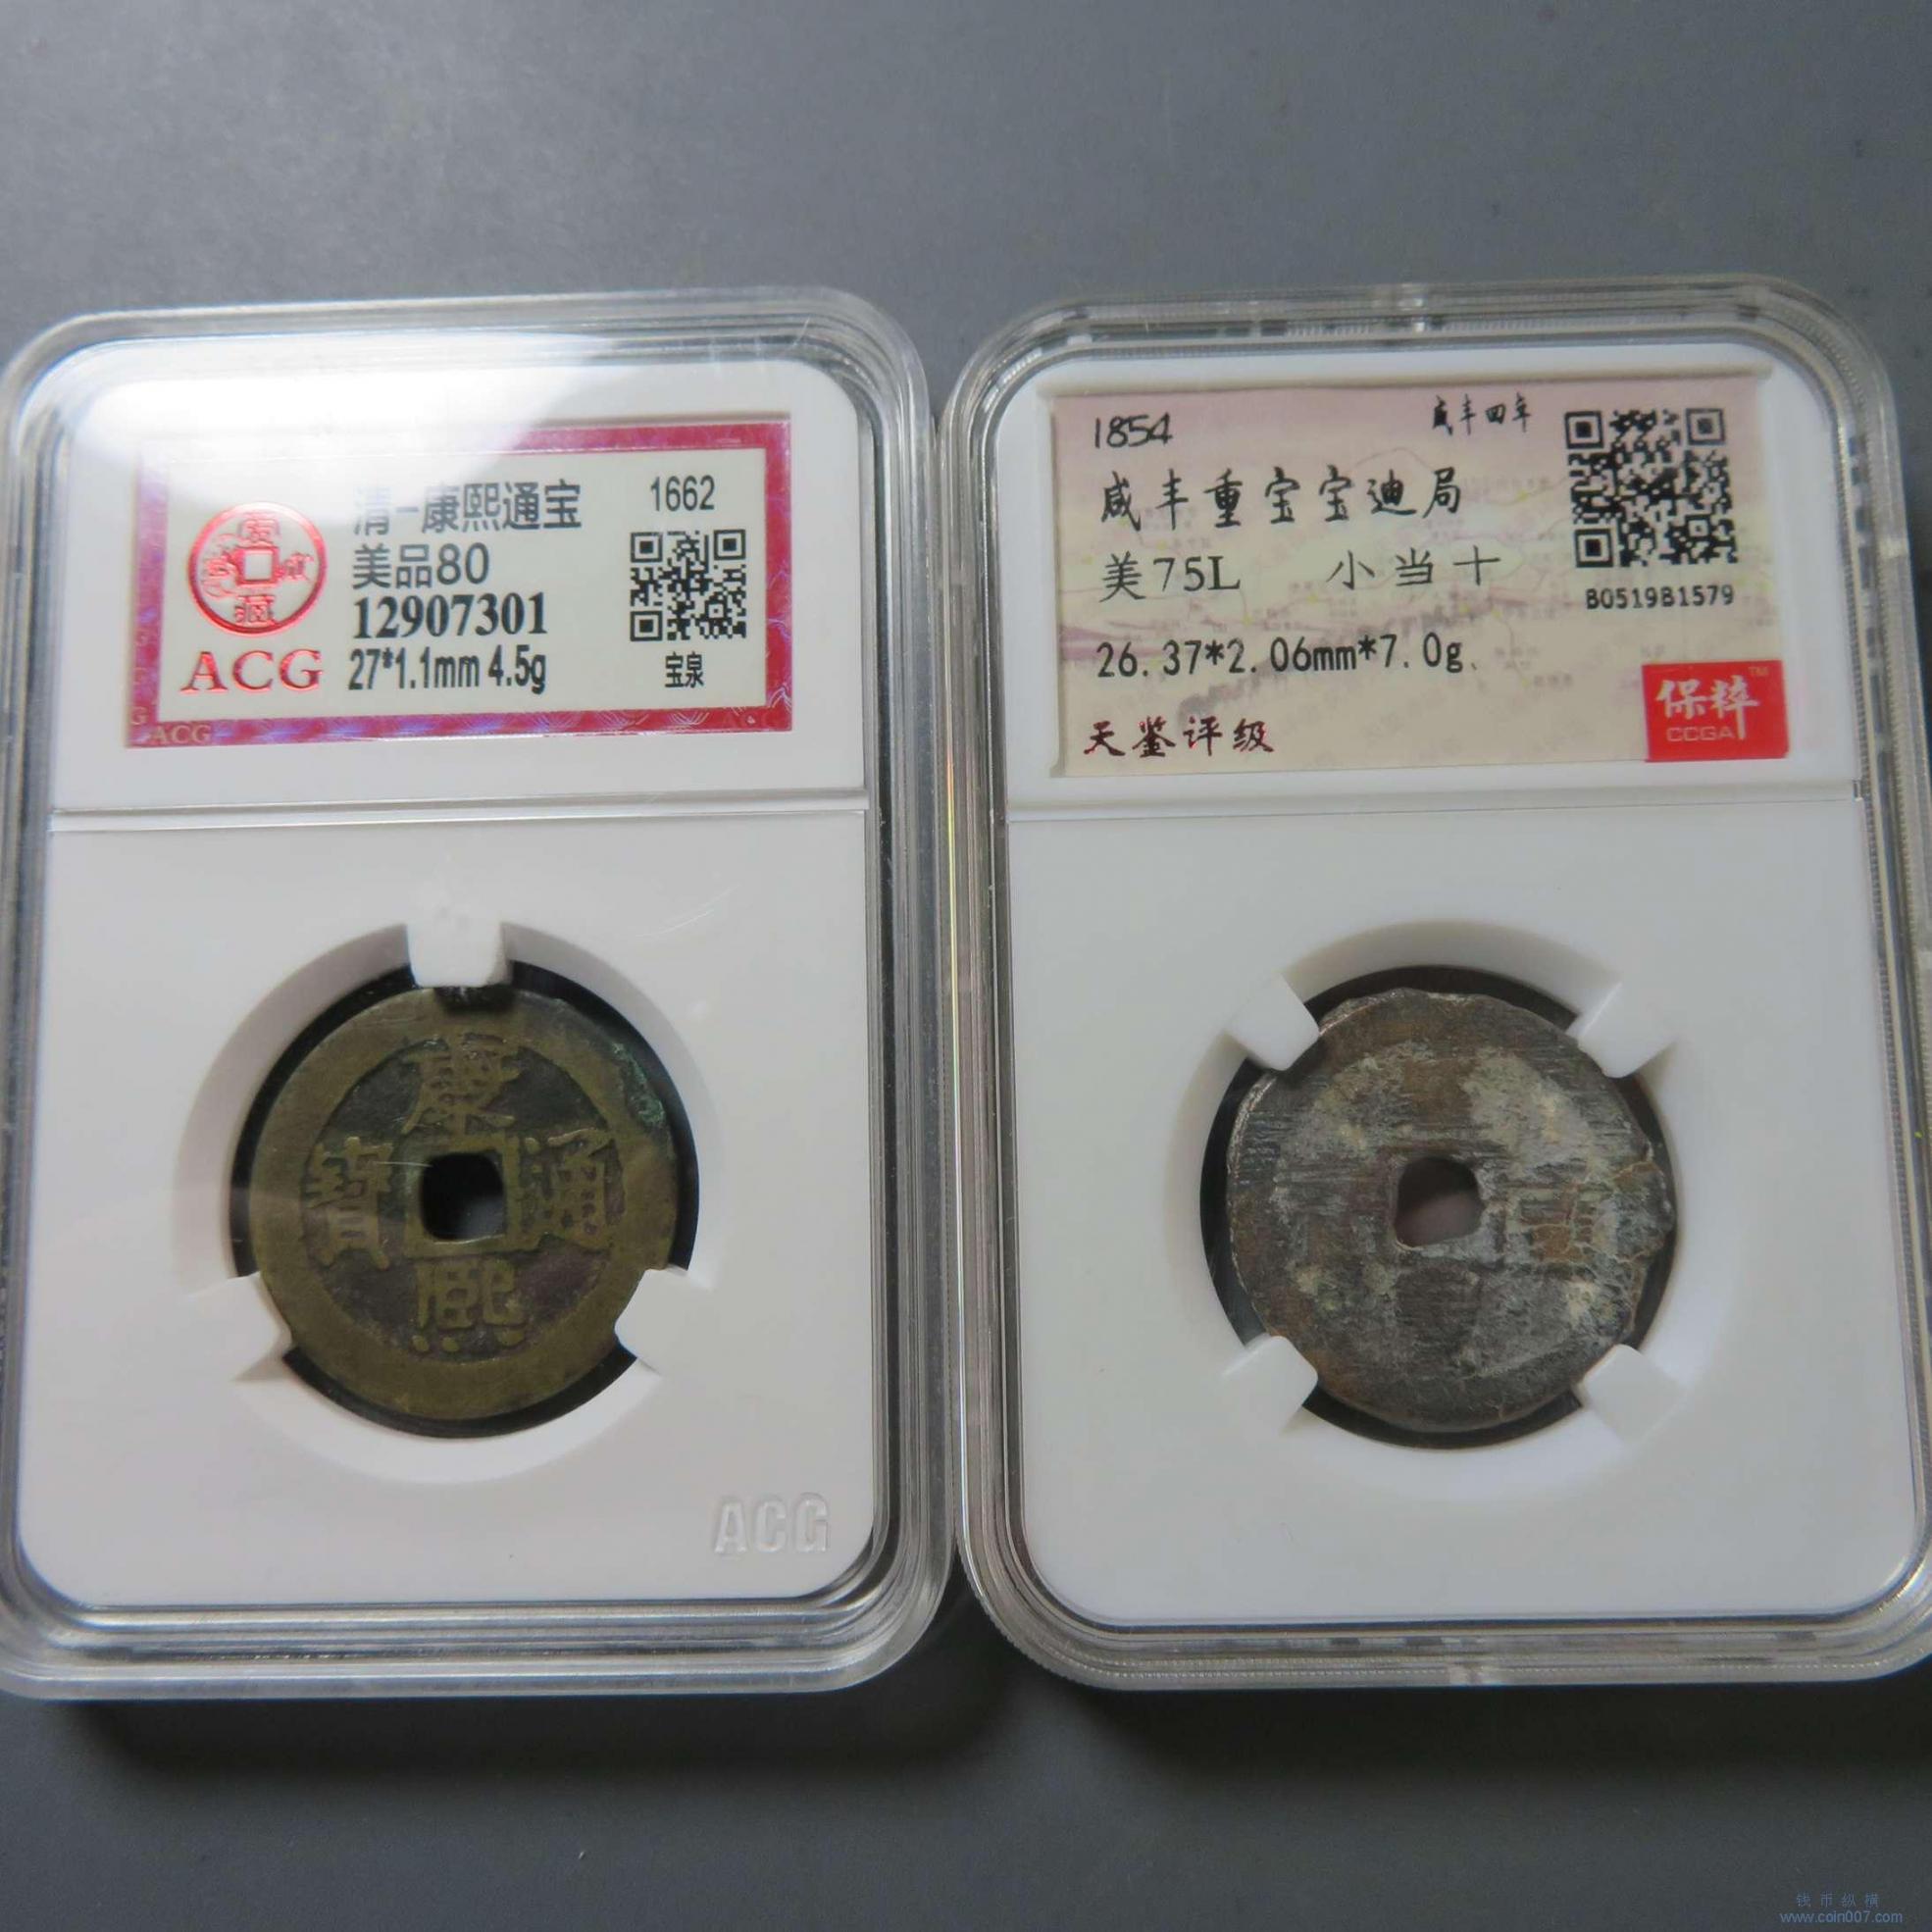 清-康熙通宝
1662
美品80
12907301
27*1.1mm 4.5g
宝泉
ACG
ACG
康熙通寶
ACG
1854
咸丰四年
咸丰重宝宝迪局
美75L 小当十
B051981579
26.37*2.06mm*7.0g
天鉴评级
保粹
TM
CCGA
钱币纵横
www.coin007.com